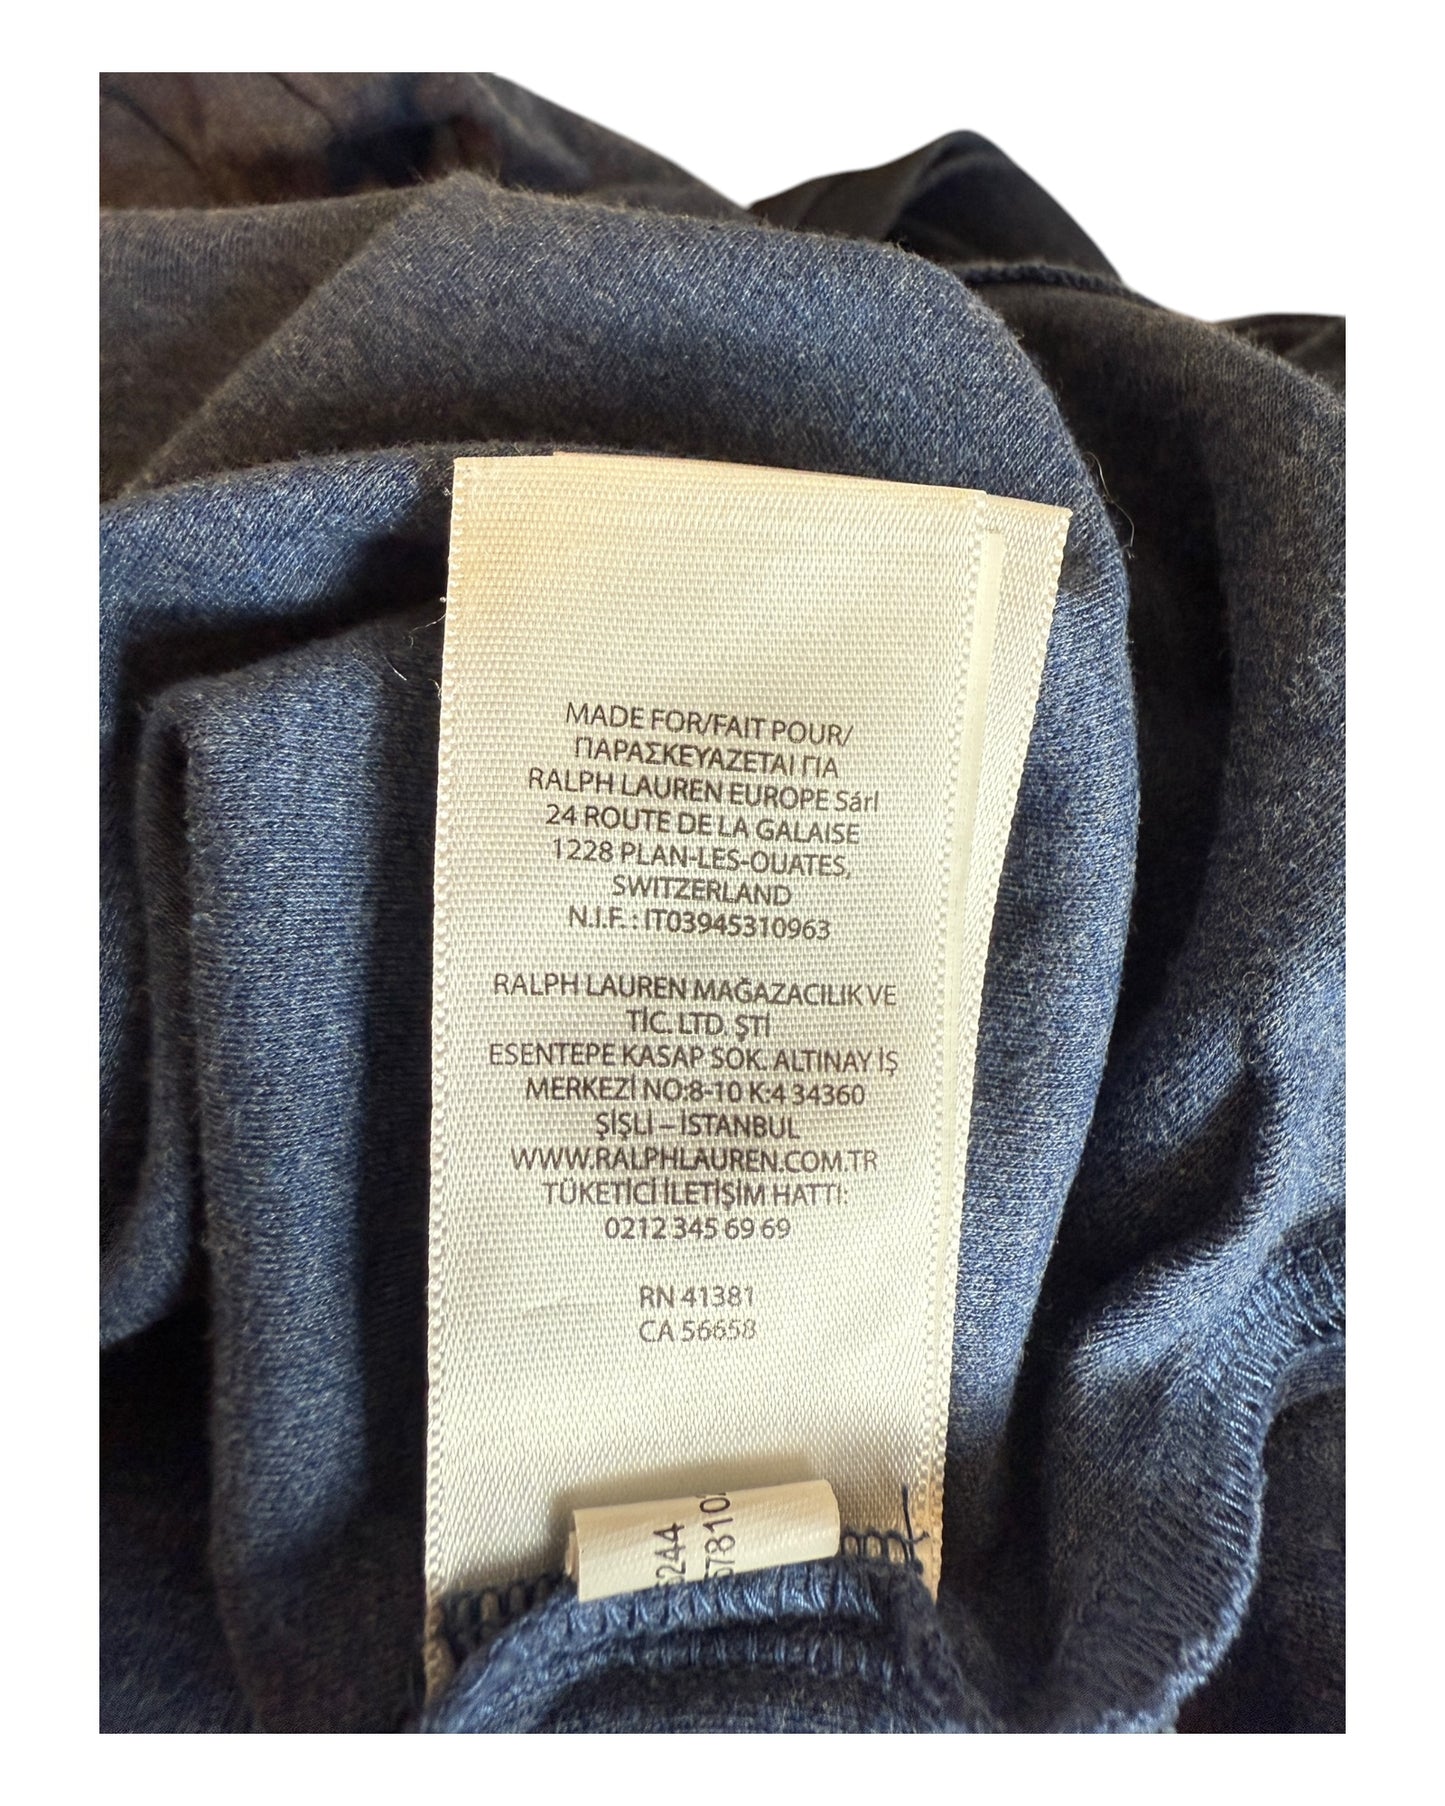 MADE FOR/FAIT POUR/
ΠΑΡΑΣΚΕΥΑΖΕΤΑΙ ΓΙΑ
RALPH LAUREN EUROPE Sárl
24 ROUTE DE LA GALAISE
1228 PLAN-LES-OUATES,
SWITZERLAND
N.I.F. : IT03945310963
RALPH LAUREN MAĞAZACILIK VE
TİC. LTD. ŞTİ
ESENTEPE KASAP SOK. ALTINAY İŞ
MERKEZİ NO:8-10 K:4 34360
ŞİŞLİ – İSTANBUL
WWW.RALPHLAUREN.COM.TR
TÜKETİCİ İLETİŞİM HATTI:
0212 345 69 69
RN 41381
CA 56658